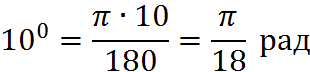 10⁰ = π · 10 / 180 = π / 18 рад